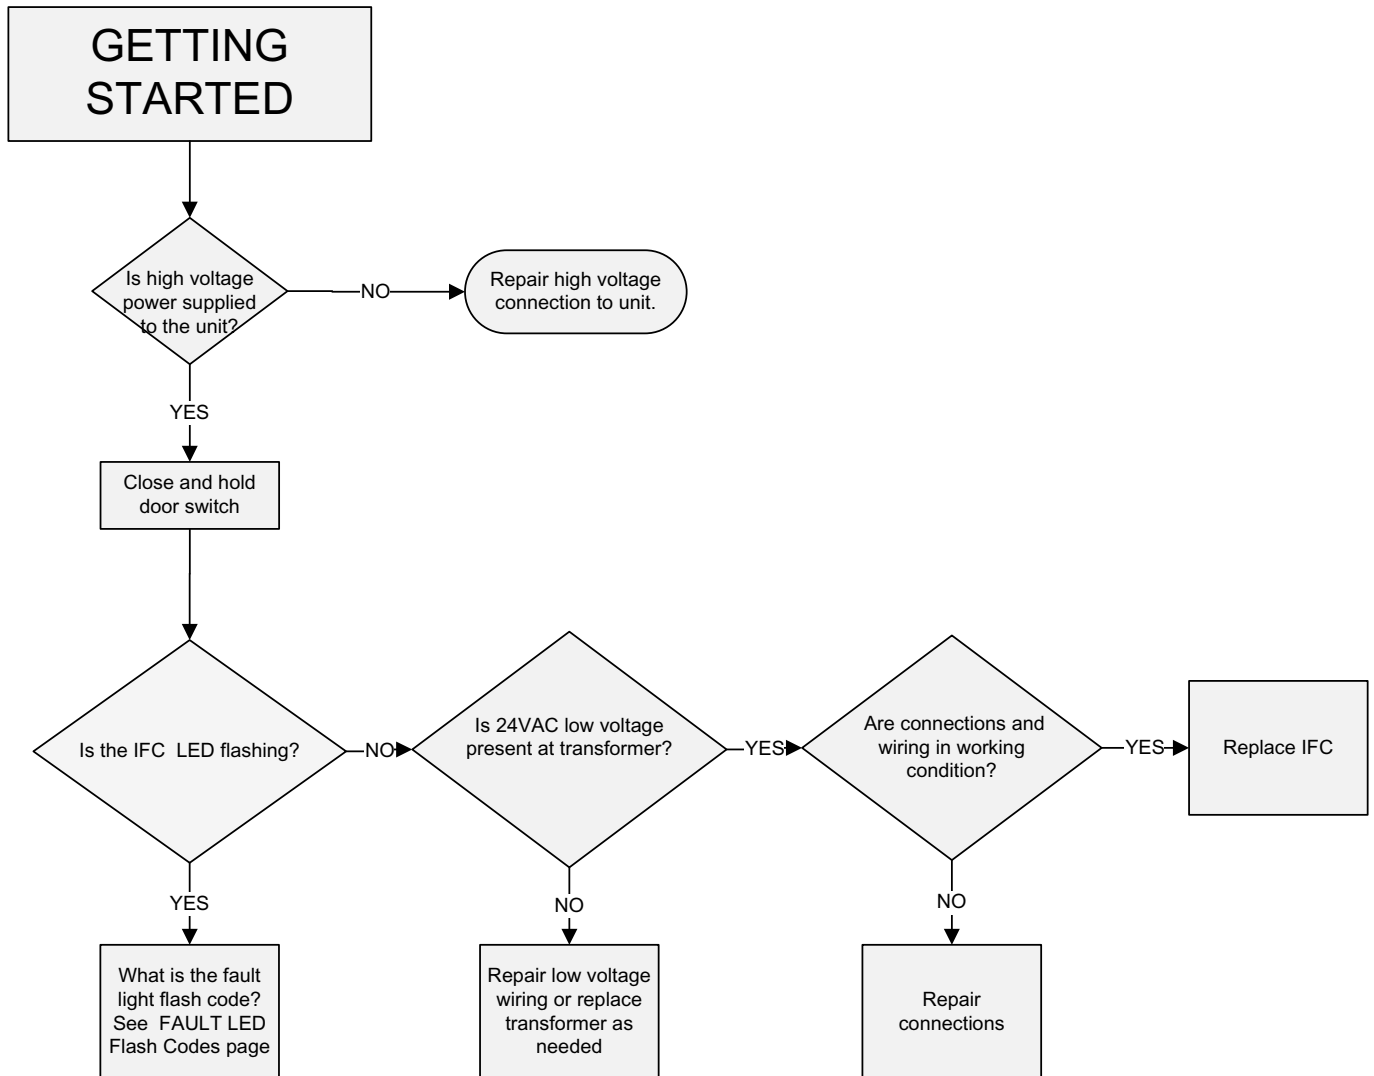 GETTING
STARTED
Is high voltage
power supplied
to the unit?
NO
Repair high voltage
connection to unit.
YES
Close and hold
door switch
Is the IFC LED flashing?
NO
Is 24VAC low voltage
present at transformer?
YES
Are connections and
wiring in working
condition?
YES
Replace IFC
YES
What is the fault
light flash code?
See FAULT LED
Flash Codes page
NO
Repair low voltage
wiring or replace
transformer as
needed
NO
Repair
connections